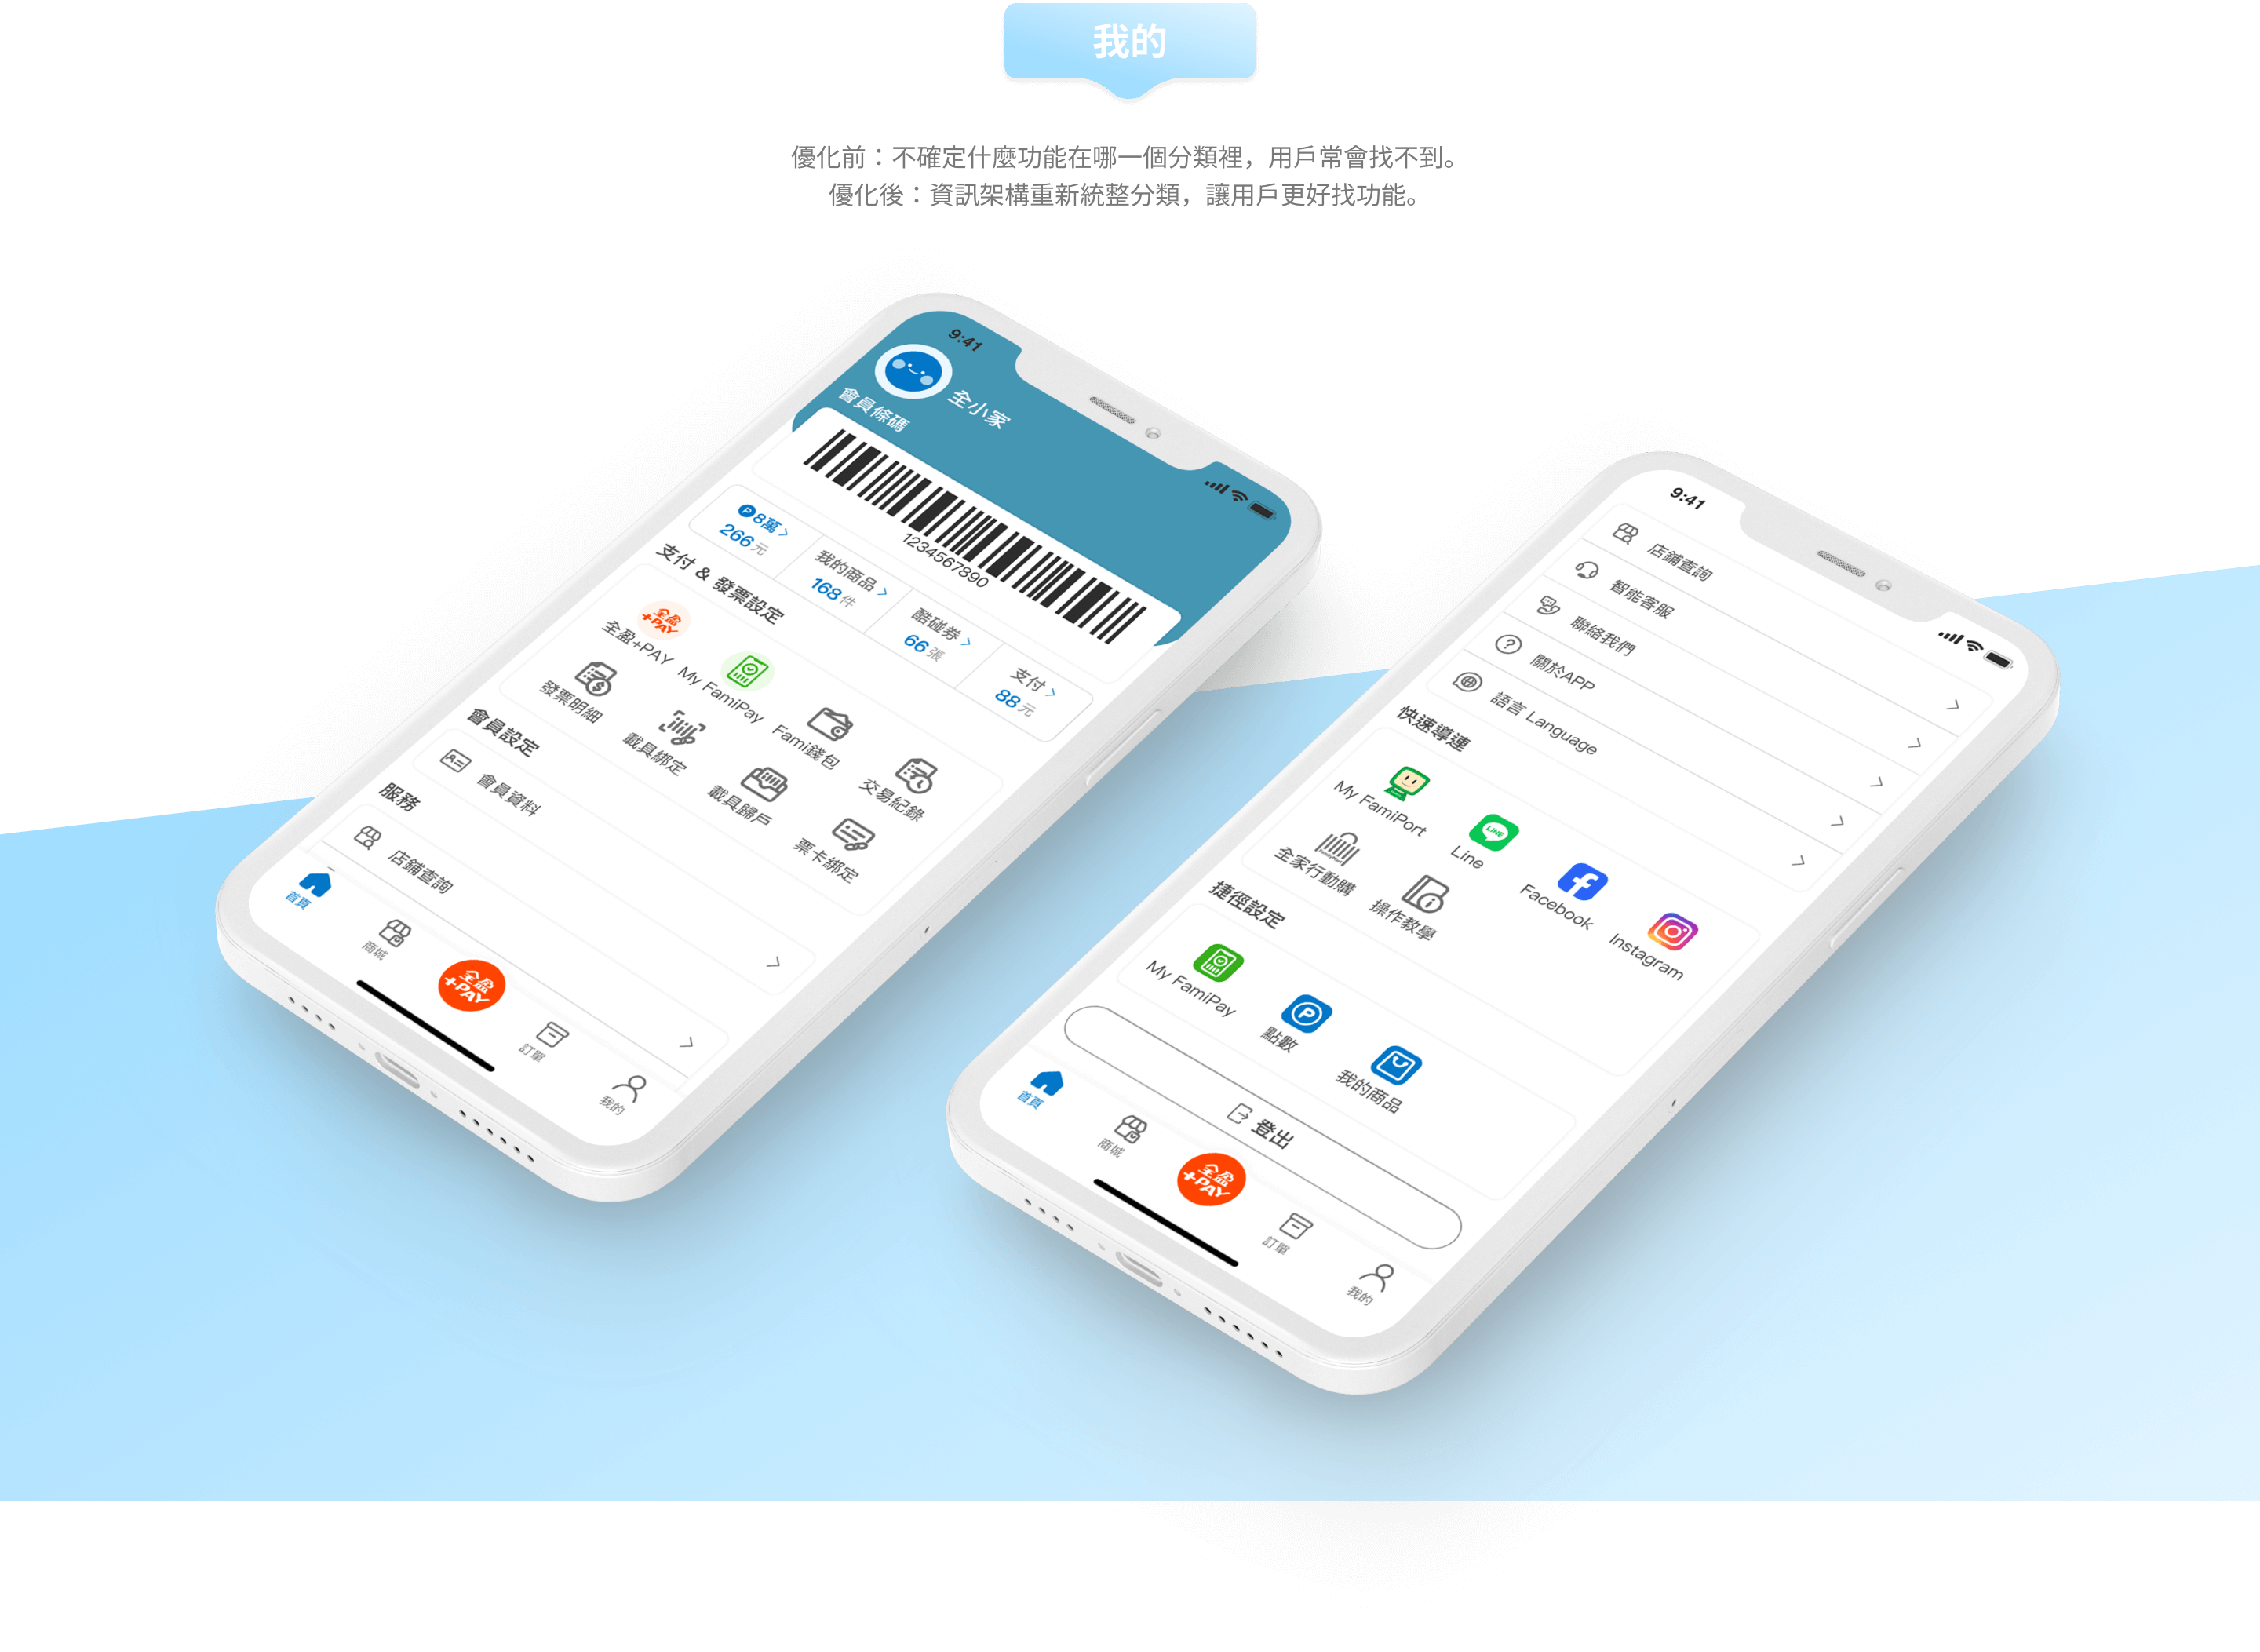 我的
優化前：不確定什麼功能在哪一個分類裡，用戶常會找不到。
優化後：資訊架構重新統整分類，讓用戶更好找功能。
9:41
全小家
會員條碼
1234567890
P 8萬 >
266 元
我的商品 >
168 件
酷碰券 >
66 張
支付 >
88 元
支付 & 發票設定
全盈+PAY
全盈+PAY
My FamiPay
Fami錢包
交易紀錄
發票明細
載具綁定
載具歸戶
票卡綁定
會員設定
會員資料
服務
店鋪查詢
首頁
商城
全盈+PAY
訂單
我的
9:41
店鋪查詢
智能客服
聯絡我們
關於APP
語言 Language
快速導連
My FamiPort
LINE
Line
Facebook
Instagram
全家行動購
操作教學
捷徑設定
My FamiPay
點數
我的商品
登出
首頁
商城
全盈+PAY
訂單
我的